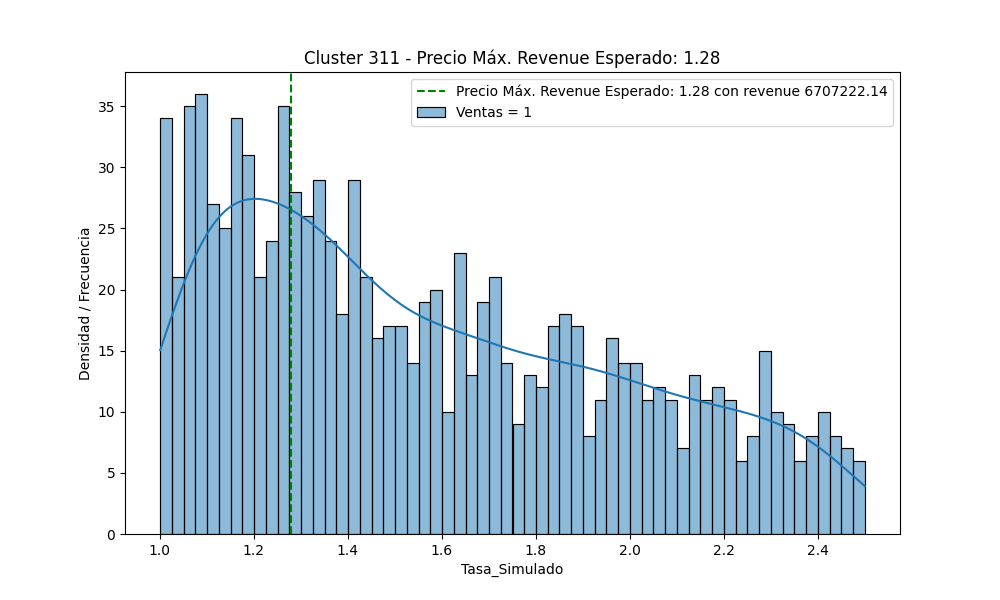 Cluster 311 - Precio Máx. Revenue Esperado: 1.28
Precio Máx. Revenue Esperado: 1.28 con revenue 6707222.14
Ventas = 1
Densidad / Frecuencia
35
30
25
20
15
10
5
0
1.0 1.2 1.4 1.6 1.8 2.0 2.2 2.4
Tasa_Simulado